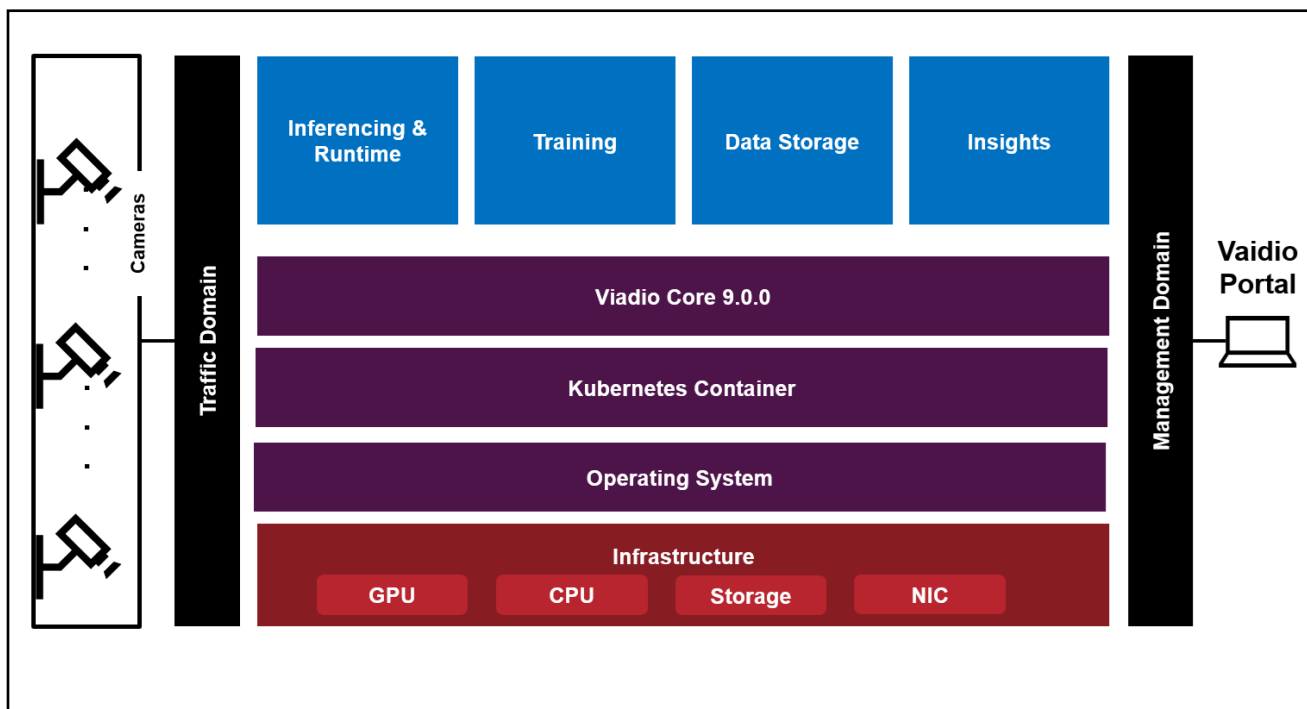 Cameras
Traffic Domain
Inferencing &
Runtime
Training
Data Storage
Insights
Viadio Core 9.0.0
Kubernetes Container
Operating System
Infrastructure
GPU
CPU
Storage
NIC
Management Domain
Vaidio
Portal